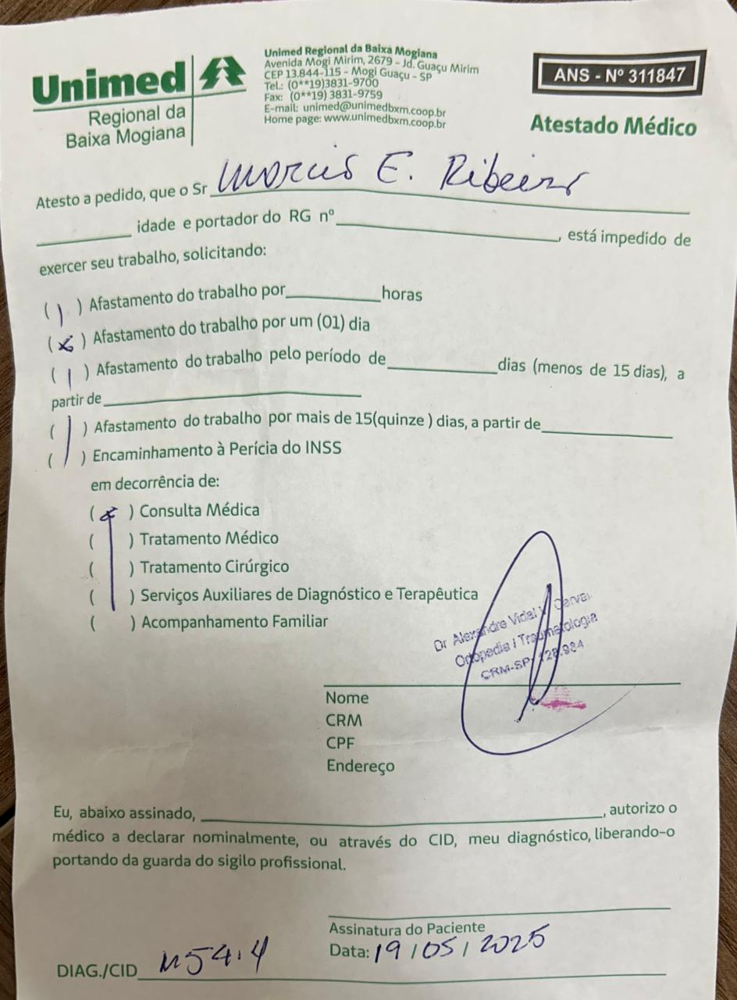 Unimed
Regional da
Baixa Mogiana
Unimed Regional da Baixa Mogiana
Avenida Mogi Mirim, 2679 - Jd. Guaçu Mirim
CEP 13.844-115 - Mogi Guaçu - SP
Tel.: (0**19)3831-9700
Fax: (0**19) 3831-9759
E-mail: unimed@unimedbxm.coop.br
Home page: www.unimedbxm.coop.br
ANS - Nº 311847
Atestado Médico
Atesto a pedido, que o Sr E. Ribeiro
idade e portador do RG nº, está impedido de
exercer seu trabalho, solicitando:
( ) Afastamento do trabalho por horas
(x) Afastamento do trabalho por um (01) dia
( ) Afastamento do trabalho pelo período de dias (menos de 15 dias), a
partir de
( ) Afastamento do trabalho por mais de 15(quinze ) dias, a partir de
( ) Encaminhamento à Perícia do INSS
em decorrência de:
(x) Consulta Médica
( ) Tratamento Médico
( ) Tratamento Cirúrgico
( ) Serviços Auxiliares de Diagnóstico e Terapêutica
( ) Acompanhamento Familiar
Dr Alexandre Vidal
Ortopedia / Traumatologia
CRM-SP: 128.984
Nome
CRM
CPF
Endereço
Eu, abaixo assinado, , autorizo o
médico a declarar nominalmente, ou através do CID, meu diagnóstico, liberando-o
portando da guarda do sigilo profissional.
Assinatura do Paciente
Data: 19/05/2025
DIAG./CID M54.4